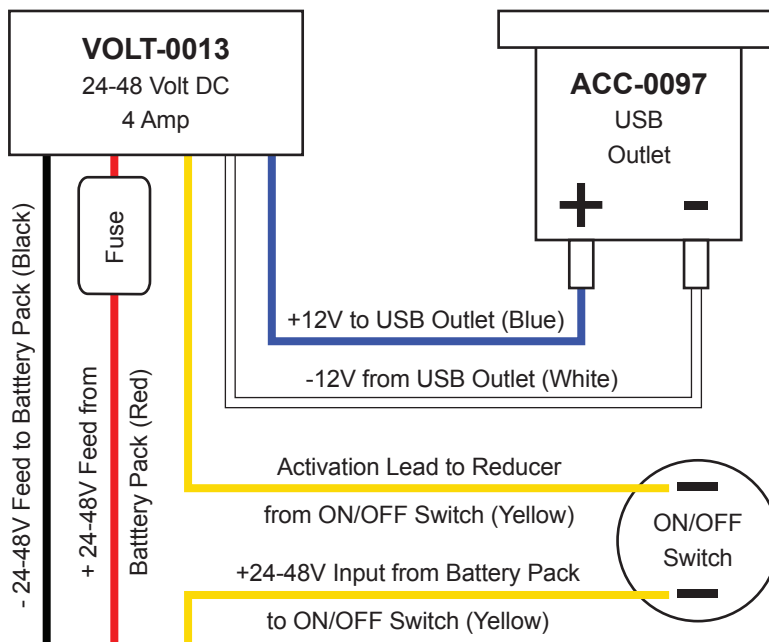 VOLT-0013
24-48 Volt DC
4 Amp
ACC-0097
USB
Outlet
Fuse
- 24-48V Feed to Batttery Pack (Black)
+ 24-48V Feed from
Batttery Pack (Red)
+12V to USB Outlet (Blue)
-12V from USB Outlet (White)
Activation Lead to Reducer
from ON/OFF Switch (Yellow)
ON/OFF
Switch
+24-48V Input from Battery Pack
to ON/OFF Switch (Yellow)